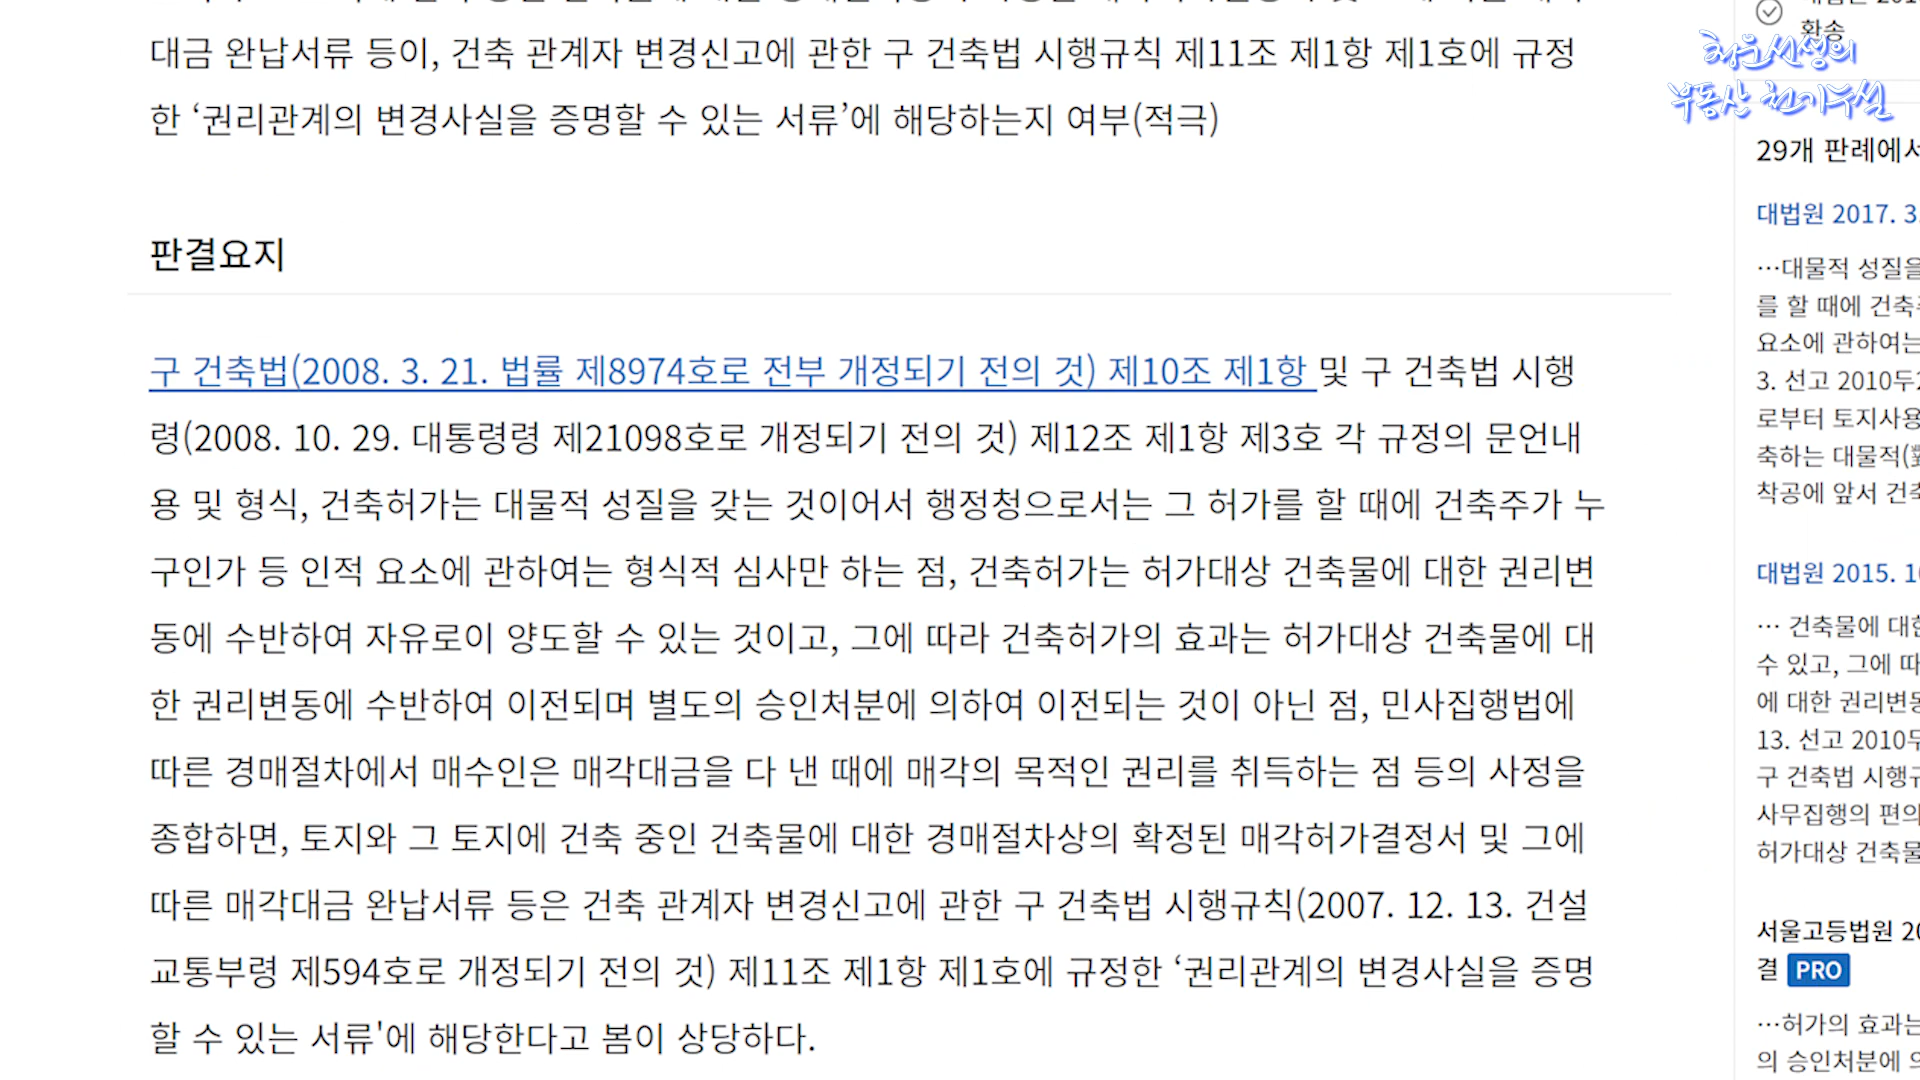 대금 완납서류 등이, 건축 관계자 변경신고에 관한 구 건축법 시행규칙 제11조 제1항 제1호에 규정
한 ‘권리관계의 변경사실을 증명할 수 있는 서류’에 해당하는지 여부(적극)
판결요지
구 건축법(2008. 3. 21. 법률 제8974호로 전부 개정되기 전의 것) 제10조 제1항 및 구 건축법 시행
령(2008. 10. 29. 대통령령 제21098호로 개정되기 전의 것) 제12조 제1항 제3호 각 규정의 문언내
용 및 형식, 건축허가는 대물적 성질을 갖는 것이어서 행정청으로서는 그 허가를 할 때에 건축주가 누
구인가 등 인적 요소에 관하여는 형식적 심사만 하는 점, 건축허가는 허가대상 건축물에 대한 권리변
동에 수반하여 자유로이 양도할 수 있는 것이고, 그에 따라 건축허가의 효과는 허가대상 건축물에 대
한 권리변동에 수반하여 이전되며 별도의 승인처분에 의하여 이전되는 것이 아닌 점, 민사집행법에
따른 경매절차에서 매수인은 매각대금을 다 낸 때에 매각의 목적인 권리를 취득하는 점 등의 사정을
종합하면, 토지와 그 토지에 건축 중인 건축물에 대한 경매절차상의 확정된 매각허가결정서 및 그에
따른 매각대금 완납서류 등은 건축 관계자 변경신고에 관한 구 건축법 시행규칙(2007. 12. 13. 건설
교통부령 제594호로 개정되기 전의 것) 제11조 제1항 제1호에 규정한 ‘권리관계의 변경사실을 증명
할 수 있는 서류'에 해당한다고 봄이 상당하다.
환송
부동산
29개 판례에서
대법원 2017. 3.
…대물적 성질을
를 할 때에 건축
요소에 관하여는
3. 선고 2010두
로부터 토지사용
축하는 대물적(
착공에 앞서 건축
대법원 2015. 10
… 건축물에 대한
수 있고, 그에 따
에 대한 권리변동
13. 선고 2010두
구 건축법 시행규
사무집행의 편의
허가대상 건축물
서울고등법원 20
결 PRO
…허가의 효과는
의 승인처분에 의